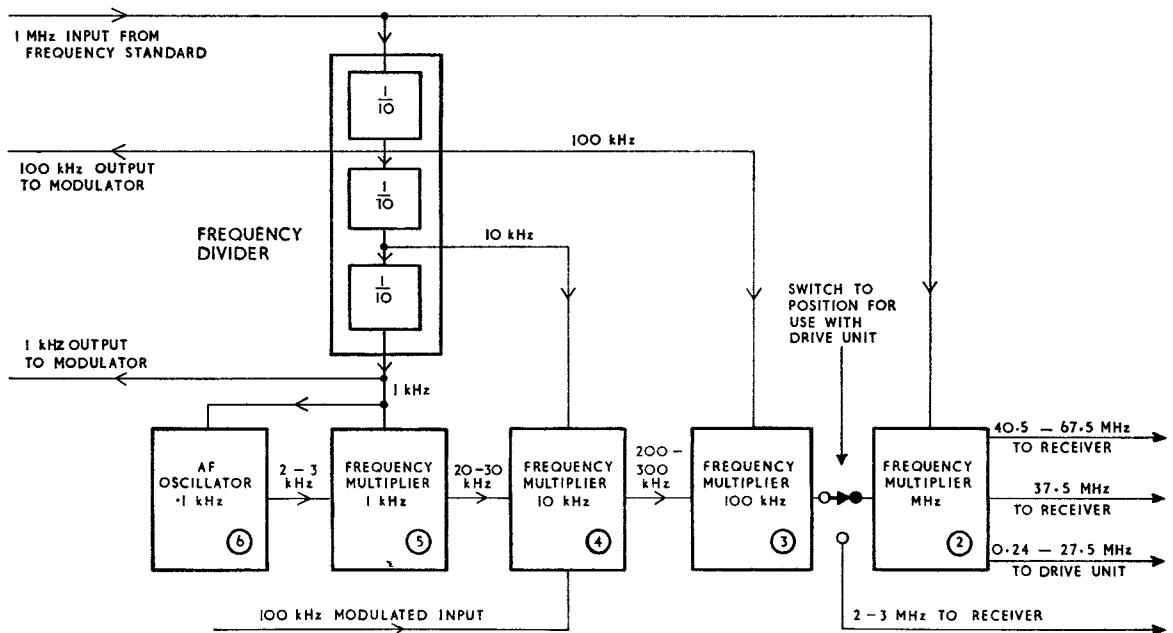 1 MHz INPUT FROM
FREQUENCY STANDARD
1
10
100 kHz
100 kHz OUTPUT
TO MODULATOR
1
10
FREQUENCY
DIVIDER
10 kHz
1
10
SWITCH TO
POSITION FOR
USE WITH
DRIVE UNIT
1 kHz OUTPUT
TO MODULATOR
1 kHz
AF
OSCILLATOR
·1 kHz
6
2–3
kHz
FREQUENCY
MULTIPLIER
1 kHz
5
20–30
kHz
FREQUENCY
MULTIPLIER
10 kHz
4
200–
300
kHz
FREQUENCY
MULTIPLIER
100 kHz
3
FREQUENCY
MULTIPLIER
MHz
2
40·5 – 67·5 MHz
TO RECEIVER
37·5 MHz
TO RECEIVER
0·24 – 27·5 MHz
TO DRIVE UNIT
100 kHz MODULATED INPUT
2–3 MHz TO RECEIVER